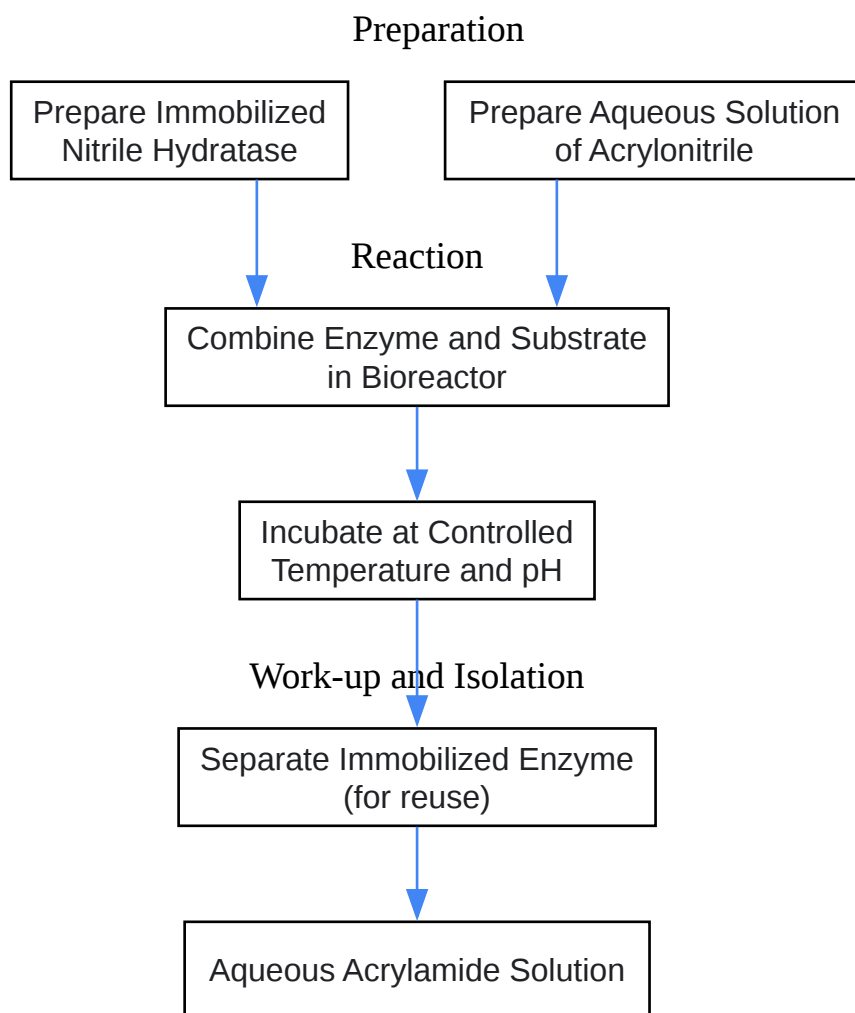 Preparation
Prepare Immobilized
Nitrile Hydratase
Prepare Aqueous Solution
of Acrylonitrile
Reaction
Combine Enzyme and Substrate
in Bioreactor
Incubate at Controlled
Temperature and pH
Work-up and Isolation
Separate Immobilized Enzyme
(for reuse)
Aqueous Acrylamide Solution